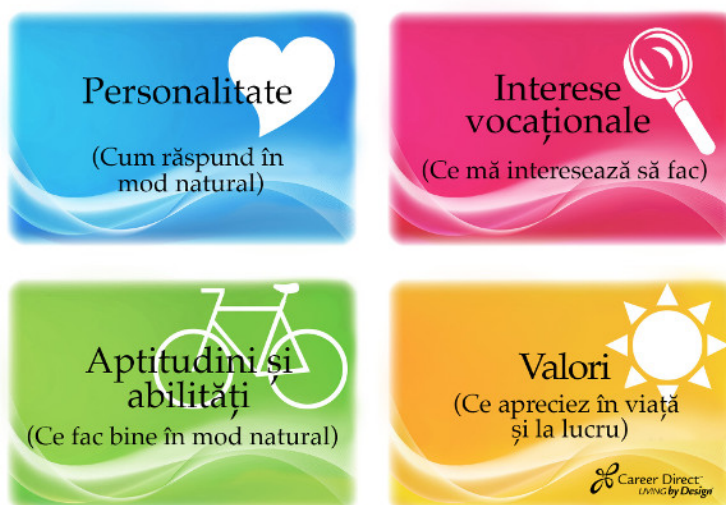 Personalitate
(Cum răspund în
mod natural)
Interese
vocaționale
(Ce mă interesează să fac)
Aptitudini și
abilități
(Ce fac bine în mod natural)
Valori
(Ce apreciez în viață
și la lucru)
Career Direct™
LIVING by Design